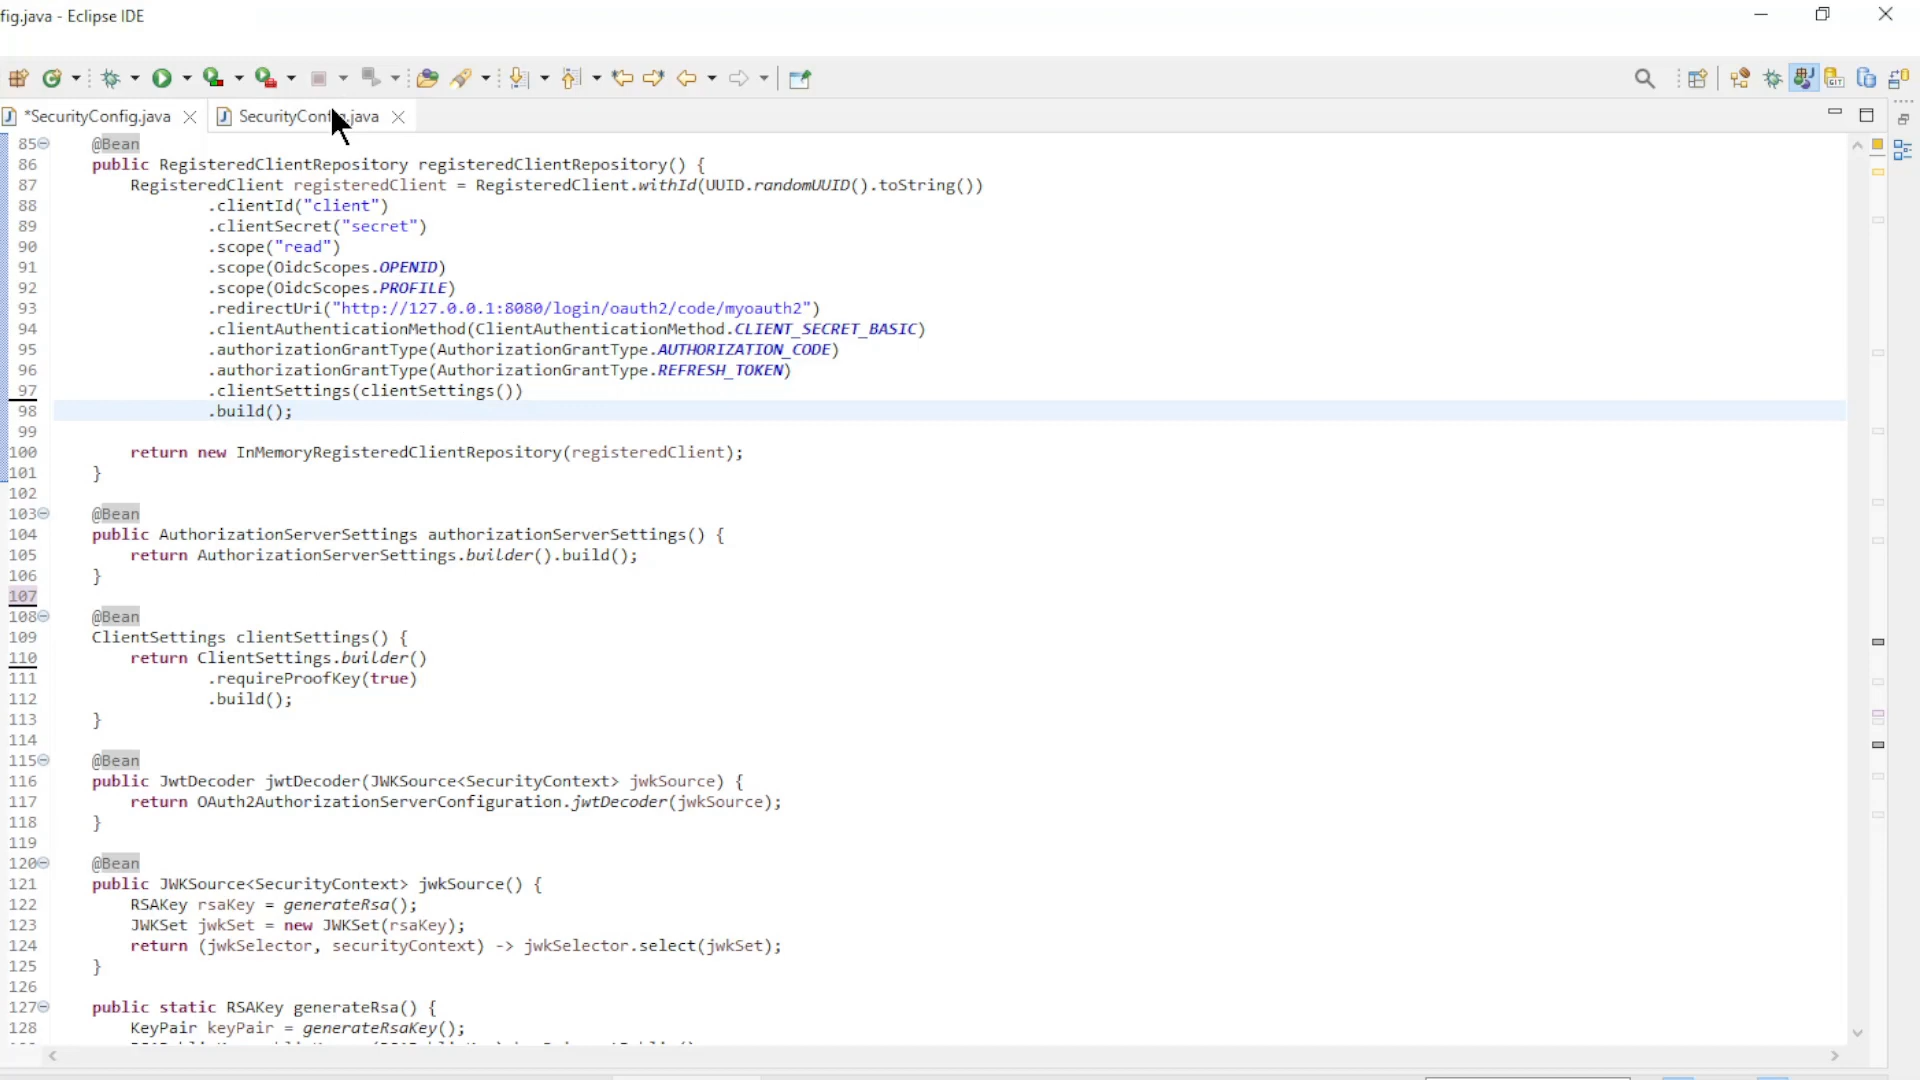 fig.java - Eclipse IDE
*SecurityConfig.java SecurityConfig.java
85 @Bean
86 public RegisteredClientRepository registeredClientRepository() {
87 RegisteredClient registeredClient = RegisteredClient.withId(UUID.randomUUID().toString())
88 .clientId("client")
89 .clientSecret("secret")
90 .scope("read")
91 .scope(OidcScopes.OPENID)
92 .scope(OidcScopes.PROFILE)
93 .redirectUri("http://127.0.0.1:8080/login/oauth2/code/myoauth2")
94 .clientAuthenticationMethod(ClientAuthenticationMethod.CLIENT_SECRET_BASIC)
95 .authorizationGrantType(AuthorizationGrantType.AUTHORIZATION_CODE)
96 .authorizationGrantType(AuthorizationGrantType.REFRESH_TOKEN)
97 .clientSettings(clientSettings())
98 .build();
99
100 return new InMemoryRegisteredClientRepository(registeredClient);
101 }
102
103 @Bean
104 public AuthorizationServerSettings authorizationServerSettings() {
105 return AuthorizationServerSettings.builder().build();
106 }
107
108 @Bean
109 ClientSettings clientSettings() {
110 return ClientSettings.builder()
111 .requireProofKey(true)
112 .build();
113 }
114
115 @Bean
116 public JwtDecoder jwtDecoder(JWKSource<SecurityContext> jwkSource) {
117 return OAuth2AuthorizationServerConfiguration.jwtDecoder(jwkSource);
118 }
119
120 @Bean
121 public JWKSource<SecurityContext> jwkSource() {
122 RSAKey rsaKey = generateRsa();
123 JWKSet jwkSet = new JWKSet(rsaKey);
124 return (jwkSelector, securityContext) -> jwkSelector.select(jwkSet);
125 }
126
127 public static RSAKey generateRsa() {
128 KeyPair keyPair = generateRsaKey();